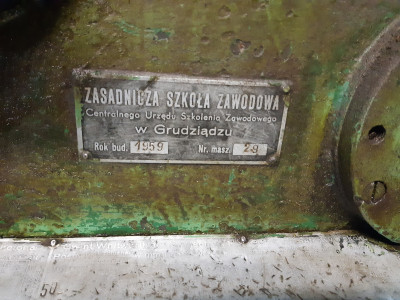 ZASADNICZA SZKOŁA ZAWODOWA
Centralnego Urzędu Szkolenia Zawodowego
w Grudziądzu
Rok bud. 1959 Nr. masz. 29
50